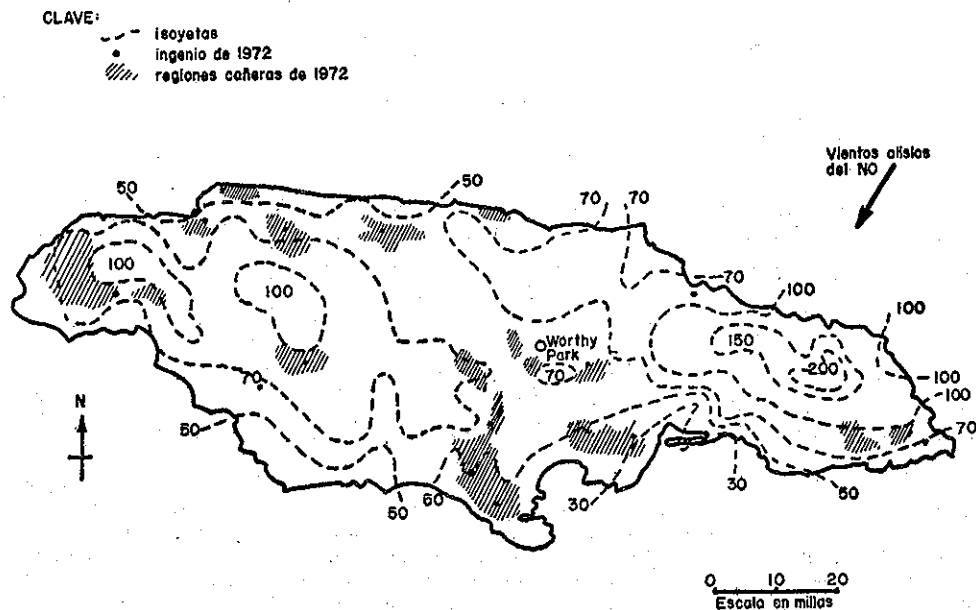 CLAVE:
isoyetas
ingenio de 1972
regiones cañeras de 1972
Vientos alisios
del NO
50
50
70
70
70
100
100
100
100
150
200
100
100
70
Worthy
Park
70
70
50
N
50
60
30
30
50
0 10 20
Escala en millas